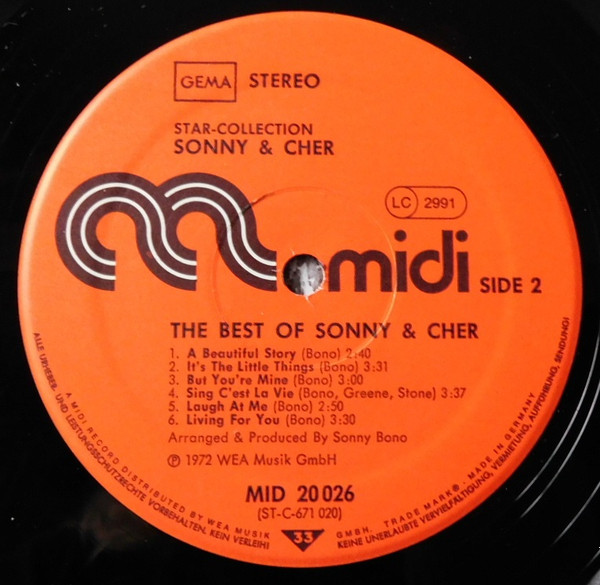 GEMA STEREO
STAR-COLLECTION
SONNY & CHER
LC 2991
midi SIDE 2
THE BEST OF SONNY & CHER
1. A Beautiful Story (Bono) 2:40
2. It's The Little Things (Bono) 3:31
3. But You're Mine (Bono) 3:00
4. Sing C'est La Vie (Bono, Greene, Stone) 3:37
5. Laugh At Me (Bono) 2:50
6. Living For You (Bono) 3:30
Arranged & Produced By Sonny Bono
℗ 1972 WEA Musik GmbH
MID 20 026
(ST-C-671 020)
33
ALLE URHEBER- UND LEISTUNGSSCHUTZRECHTE VORBEHALTEN. KEIN VERLEIH! KEINE UNERLAUBTE VERVIELFÄLTIGUNG, VERMIETUNG, AUFFÜHRUNG, SENDUNG!
A MIDI RECORD DISTRIBUTED BY WEA MUSIK GMBH. TRADE MARK® · MADE IN GERMANY